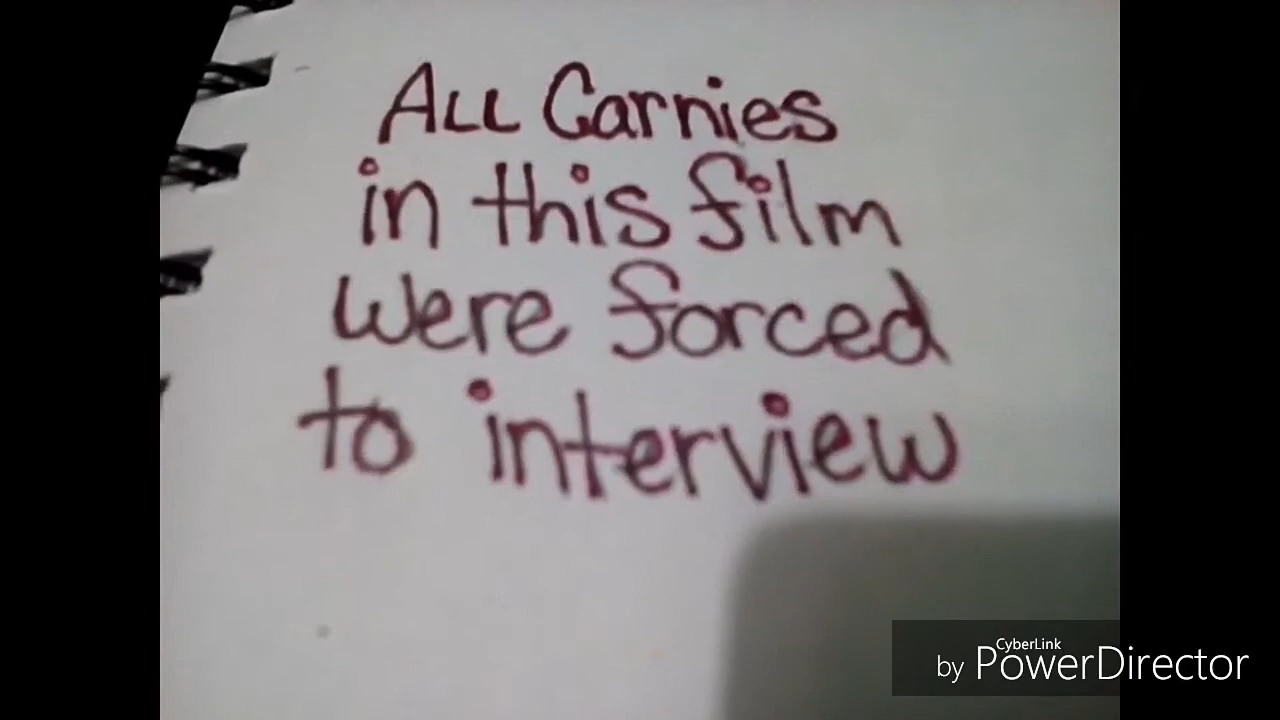 ALL Carnies
in this film
were forced
to interview
CyberLink
by PowerDirector